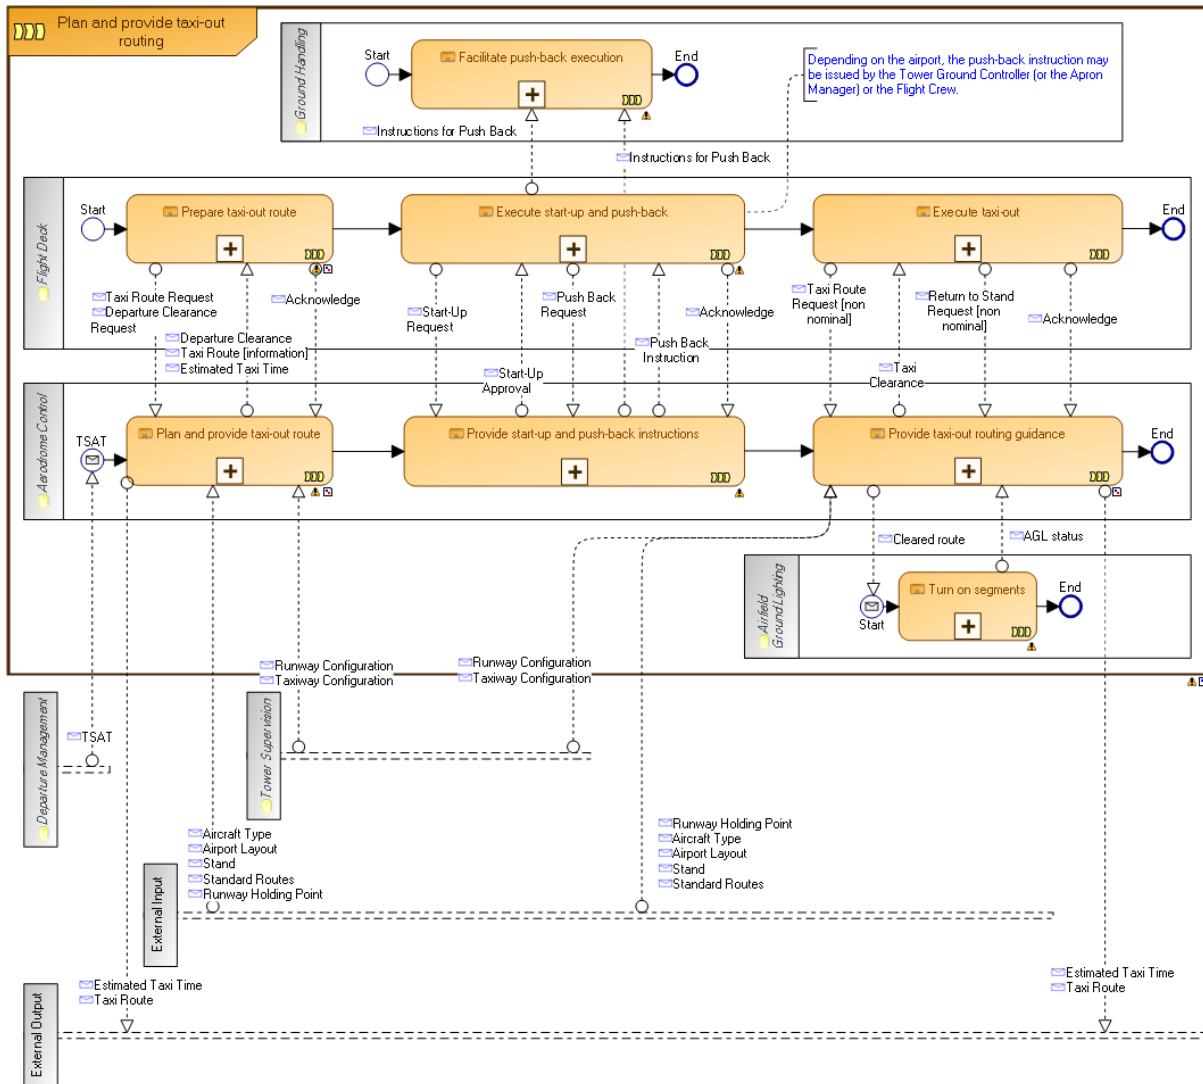 Plan and provide taxi-out
routing
Ground Handling
Start
Facilitate push-back execution
End
Depending on the airport, the push-back instruction may
be issued by the Tower Ground Controller (or the Apron
Manager) or the Flight Crew.
Instructions for Push Back
Instructions for Push Back
Flight Deck
Start
Prepare taxi-out route
Execute start-up and push-back
Execute taxi-out
End
Taxi Route Request
Departure Clearance
Request
Acknowledge
Departure Clearance
Taxi Route [information]
Estimated Taxi Time
Start-Up
Request
Push Back
Request
Acknowledge
Start-Up
Approval
Push Back
Instruction
Taxi Route
Request [non
nominal]
Return to Stand
Request [non
nominal]
Acknowledge
Taxi
Clearance
Aerodrome Control
TSAT
Plan and provide taxi-out route
Provide start-up and push-back instructions
Provide taxi-out routing guidance
End
Cleared route
AGL status
Airfield
Ground Lighting
Start
Turn on segments
End
Runway Configuration
Taxiway Configuration
Runway Configuration
Taxiway Configuration
Departure Management
TSAT
Tower Supervision
Aircraft Type
Airport Layout
Stand
Standard Routes
Runway Holding Point
Runway Holding Point
Aircraft Type
Airport Layout
Stand
Standard Routes
External Input
Estimated Taxi Time
Taxi Route
Estimated Taxi Time
Taxi Route
External Output